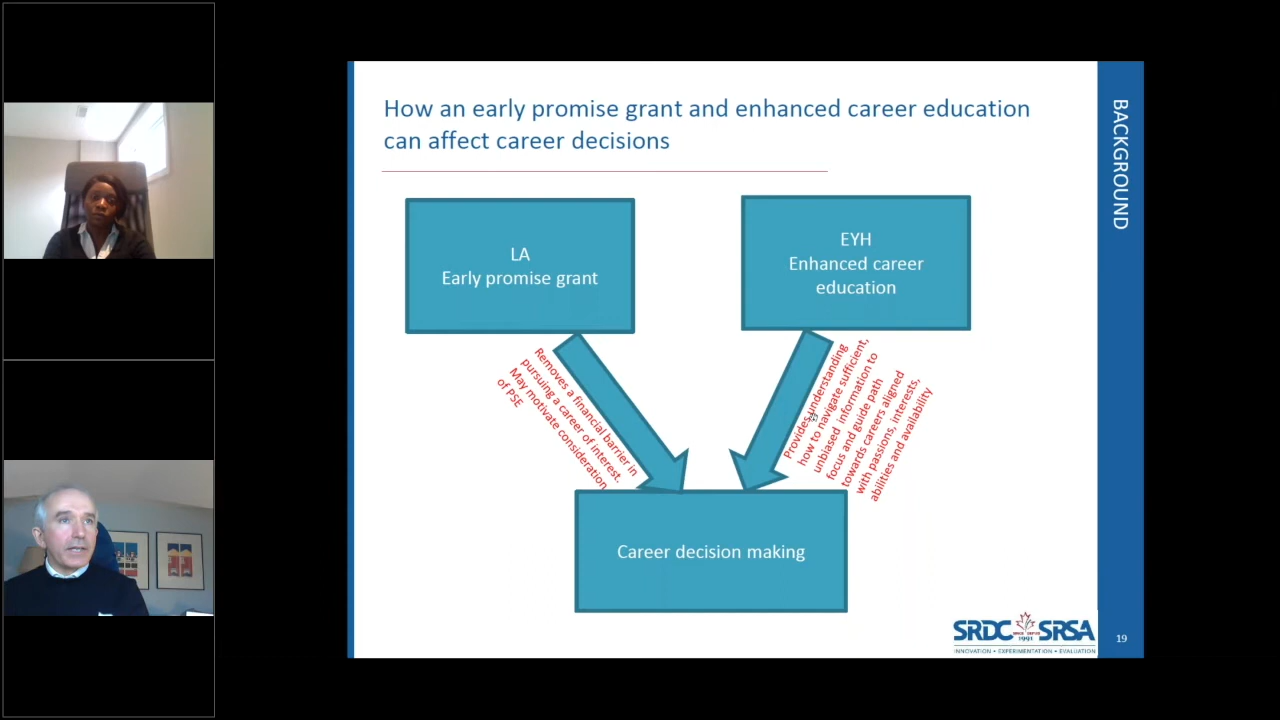 How an early promise grant and enhanced career education
can affect career decisions
BACKGROUND
LA
Early promise grant
EYH
Enhanced career
education
Removes a financial barrier in
pursuing a career of interest.
May motivate consideration
of PSE
Provides understanding
how to navigate sufficient,
unbiased information to
focus and guide path
towards careers aligned
with passions, interests,
abilities and availability
Career decision making
SRDC SRSA
1991
INNOVATION • EXPERIMENTATION • EVALUATION
19